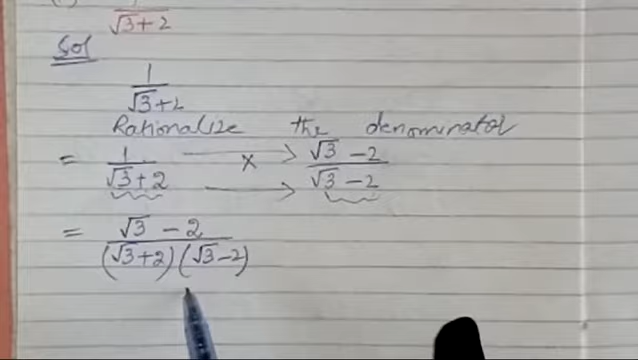 √3 + 2
Sol
1
√3 + 2
Rationalize the denominator
= 1/(√3 + 2) × (√3 - 2)/(√3 - 2)
= (√3 - 2)/((√3 + 2)(√3 - 2))